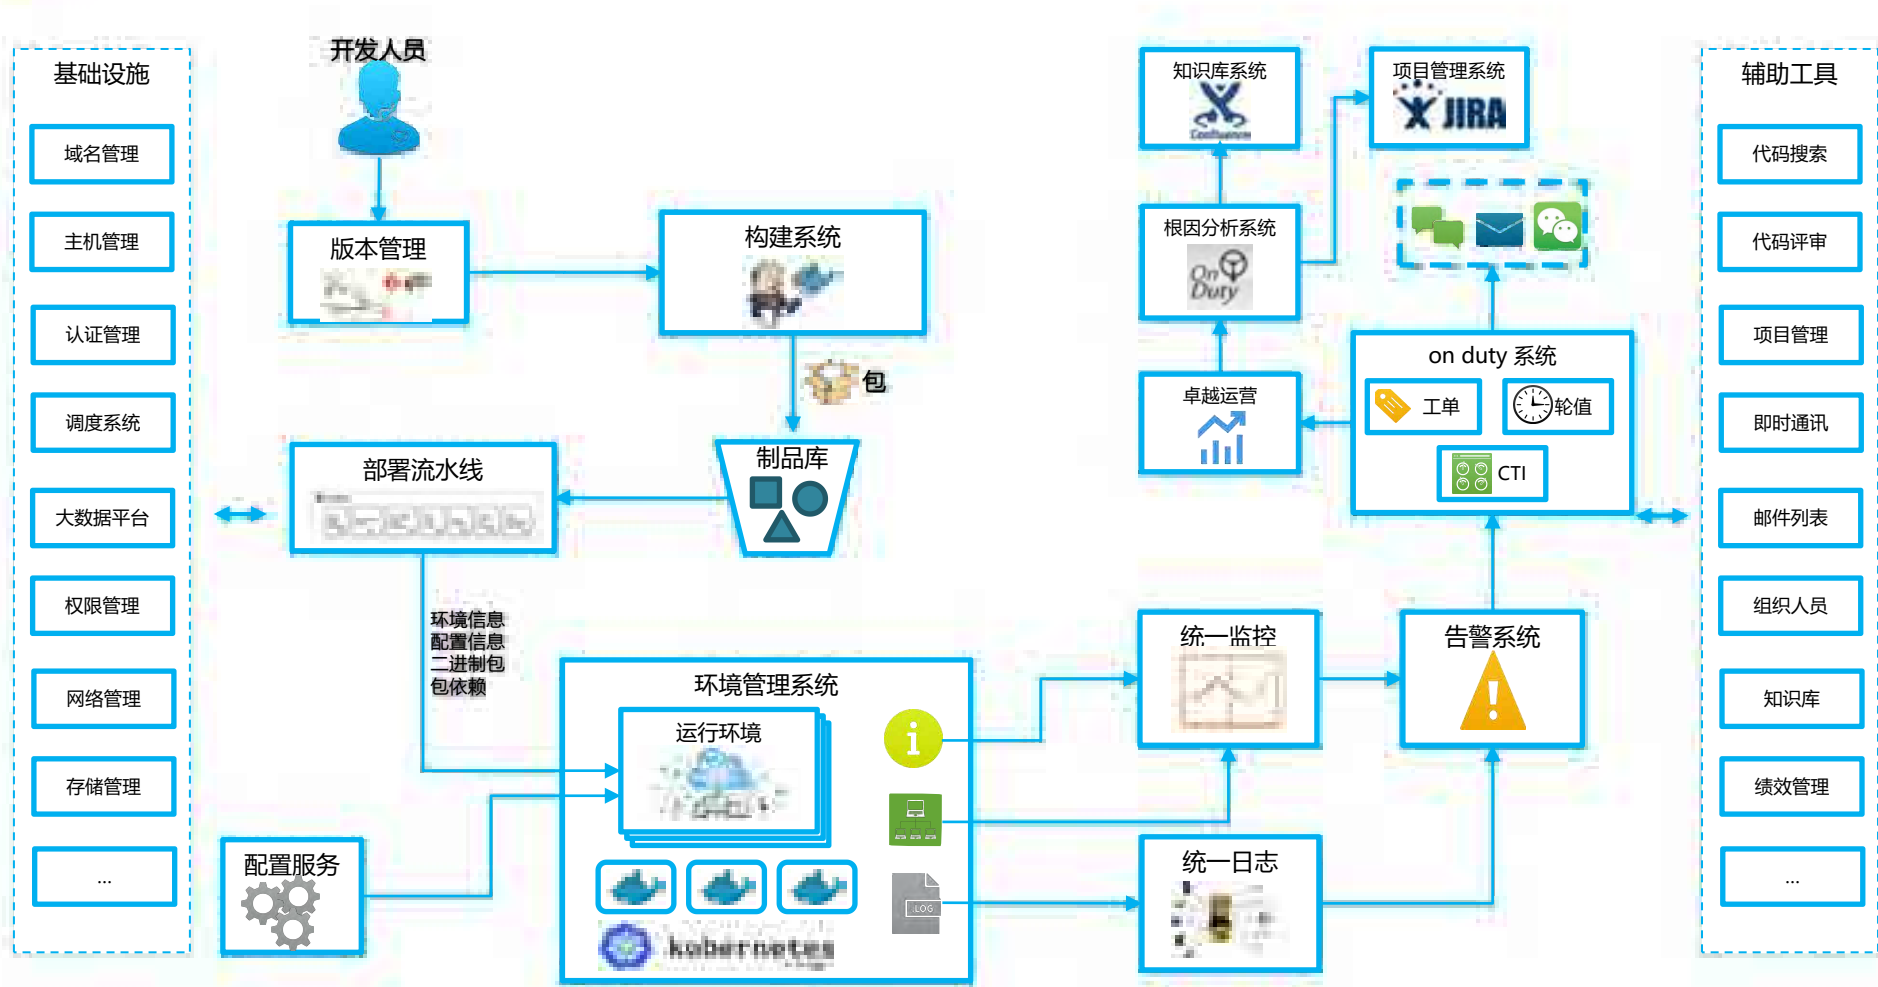 基础设施
域名管理
主机管理
认证管理
调度系统
大数据平台
权限管理
网络管理
存储管理
...
开发人员
版本管理
构建系统
包
制品库
部署流水线
环境信息
配置信息
二进制包
包依赖
配置服务
环境管理系统
运行环境
i
.LOG
kubernetes
知识库系统
Confluence
项目管理系统
JIRA
根因分析系统
On
Duty
卓越运营
on duty 系统
工单
轮值
CTI
统一监控
告警系统
统一日志
辅助工具
代码搜索
代码评审
项目管理
即时通讯
邮件列表
组织人员
知识库
绩效管理
...